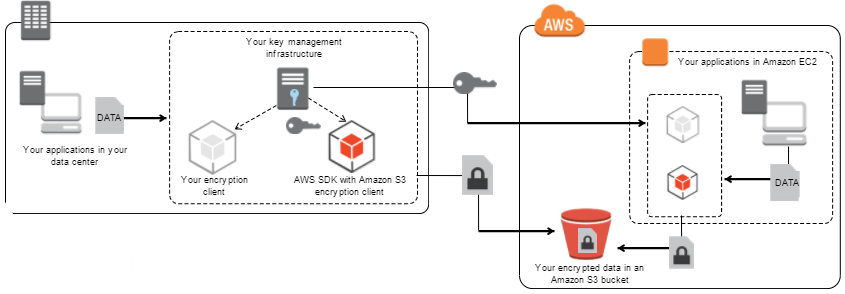 AWS
Your key management
infrastructure
Your applications in Amazon EC2
DATA
Your applications in your
data center
Your encryption
client
AWS SDK with Amazon S3
encryption client
DATA
Your encrypted data in an
Amazon S3 bucket